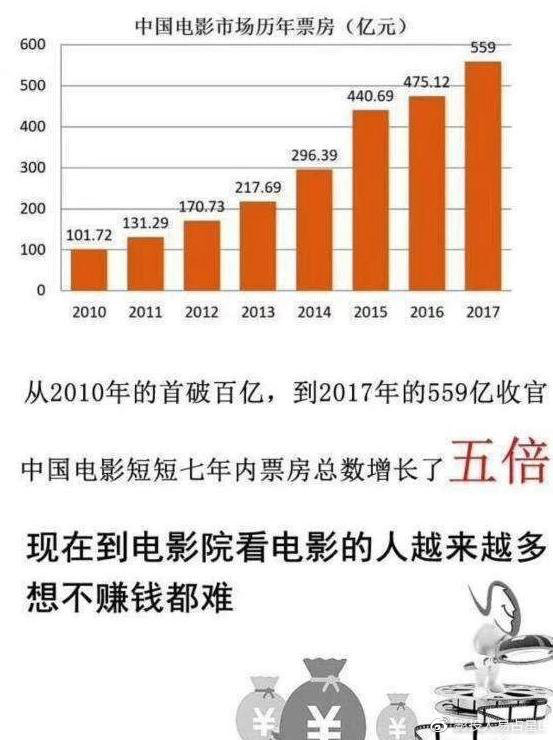 中国电影市场历年票房（亿元）
600
500
400
300
200
100
0
101.72
131.29
170.73
217.69
296.39
440.69
475.12
559
2010 2011 2012 2013 2014 2015 2016 2017
从2010年的首破百亿，到2017年的559亿收官
中国电影短短七年内票房总数增长了五倍
现在到电影院看电影的人越来越多
想不赚钱都难
¥ ¥ ¥